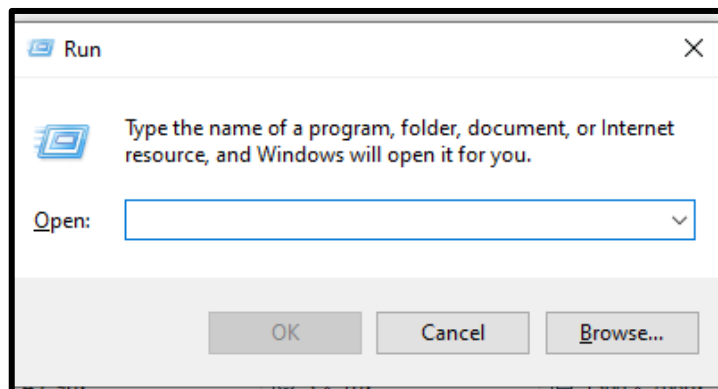 Run
Type the name of a program, folder, document, or Internet
resource, and Windows will open it for you.
Open:
OK Cancel Browse...